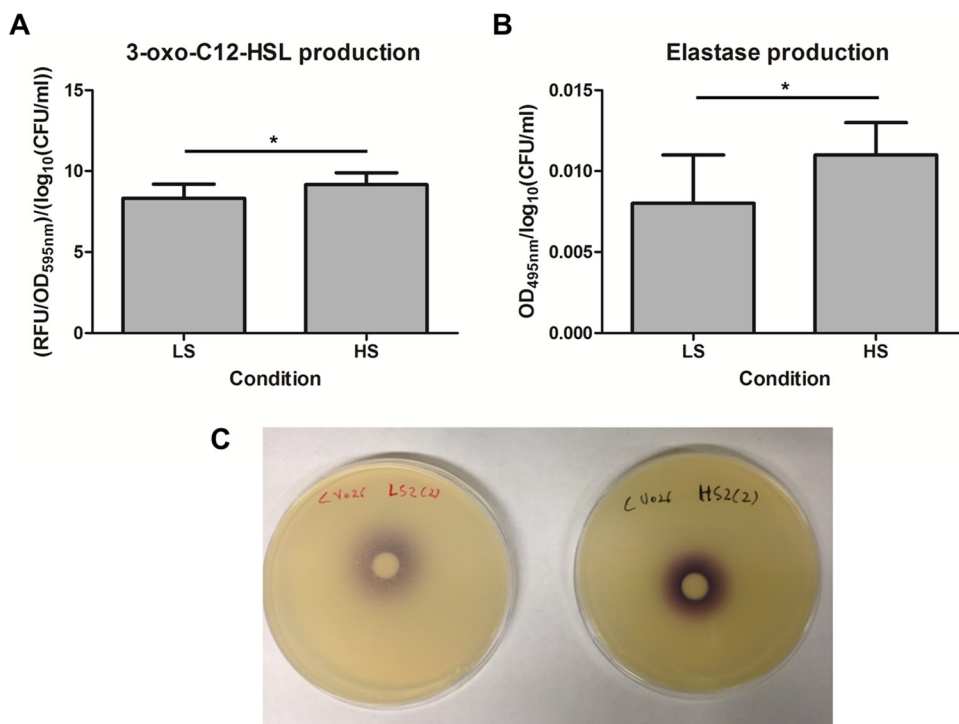 A
3-oxo-C12-HSL production
(RFU/OD595nm)/(log10(CFU/ml))
15
10
5
0
*
LS
HS
Condition
B
Elastase production
OD495nm/log10(CFU/ml)
0.015
0.010
0.005
0.000
*
LS
HS
Condition
C
CV026 LS2(2)
CV026 HS2(2)